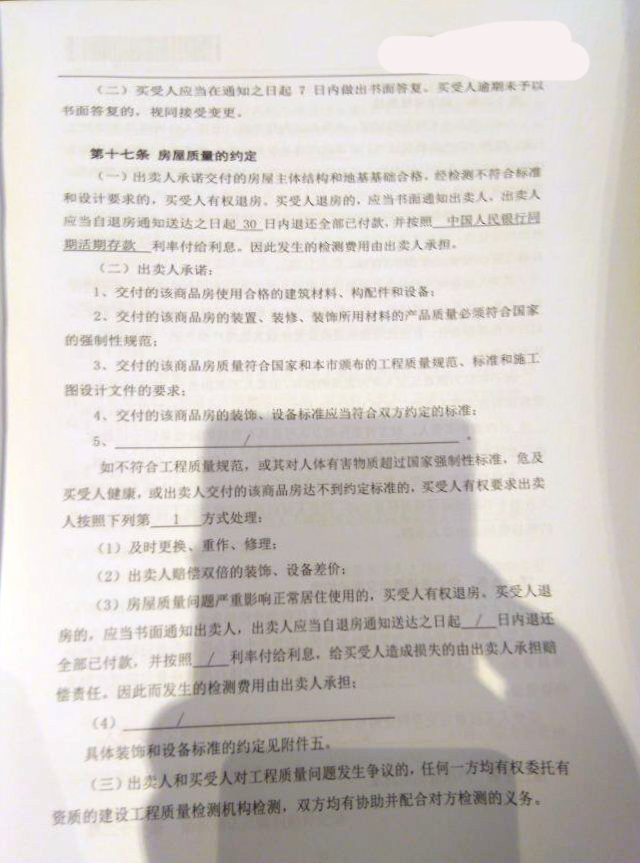 （二）买受人应当在通知之日起 7 日内做出书面答复。买受人逾期未予以
书面答复的，视同接受变更。
第十七条 房屋质量的约定
（一）出卖人承诺交付的房屋主体结构和地基基础合格。经检测不符合标准
和设计要求的，买受人有权退房。买受人退房的，应当书面通知出卖人。出卖人
应当自退房通知送达之日起 30 日内退还全部已付款，并按照 中国人民银行同
期活期存款 利率付给利息。因此发生的检测费用由出卖人承担。
（二）出卖人承诺：
1、交付的该商品房使用合格的建筑材料、构配件和设备；
2、交付的该商品房的装置、装修、装饰所用材料的产品质量必须符合国家
的强制性规范；
3、交付的该商品房质量符合国家和本市颁布的工程质量规范、标准和施工
图设计文件的要求；
4、交付的该商品房的装饰、设备标准应当符合双方约定的标准；
5、 / 。
如不符合工程质量规范，或其对人体有害物质超过国家强制性标准，危及
买受人健康，或出卖人交付的该商品房达不到约定标准的，买受人有权要求出卖
人按照下列第 1 方式处理：
（1）及时更换、重作、修理；
（2）出卖人赔偿双倍的装饰、设备差价；
（3）房屋质量问题严重影响正常居住使用的，买受人有权退房。买受人退
房的，应当书面通知出卖人，出卖人应当自退房通知送达之日起 / 日内退还
全部已付款，并按照 / 利率付给利息，给买受人造成损失的由出卖人承担赔
偿责任。因此而发生的检测费用由出卖人承担；
（4） /
具体装饰和设备标准的约定见附件五。
（三）出卖人和买受人对工程质量问题发生争议的，任何一方均有权委托有
资质的建设工程质量检测机构检测，双方均有协助并配合对方检测的义务。